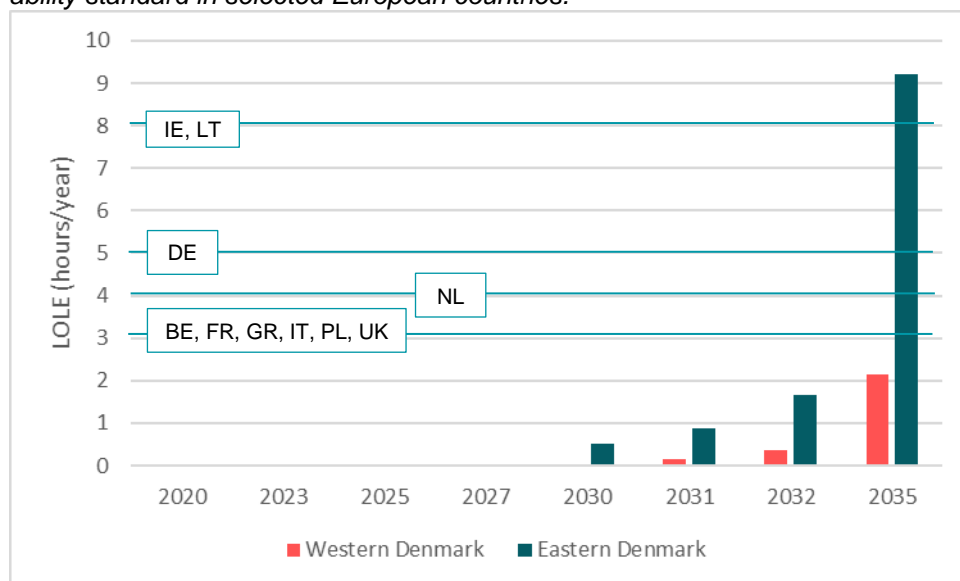 ability standard in selected European countries.
10
9
8
IE, LT
7
6
5
DE
4
NL
3
BE, FR, GR, IT, PL, UK
2
1
0
LOLE (hours/year)
2020 2023 2025 2027 2030 2031 2032 2035
Western Denmark Eastern Denmark